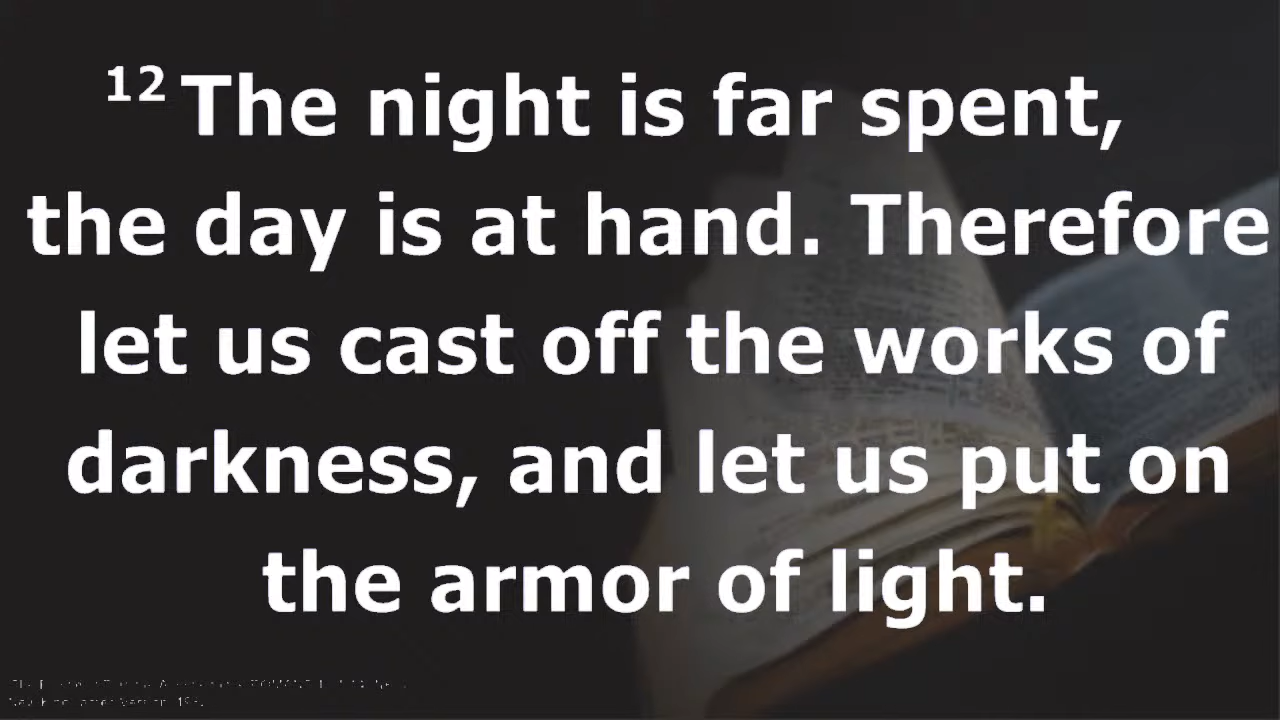 12 The night is far spent,
the day is at hand. Therefore
let us cast off the works of
darkness, and let us put on
the armor of light.